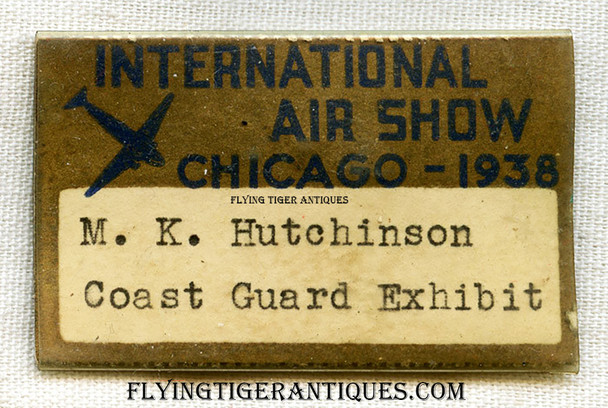 INTERNATIONAL
AIR SHOW
CHICAGO - 1938
FLYING TIGER ANTIQUES
M. K. Hutchinson
Coast Guard Exhibit
FLYINGTIGERANTIQUES.COM